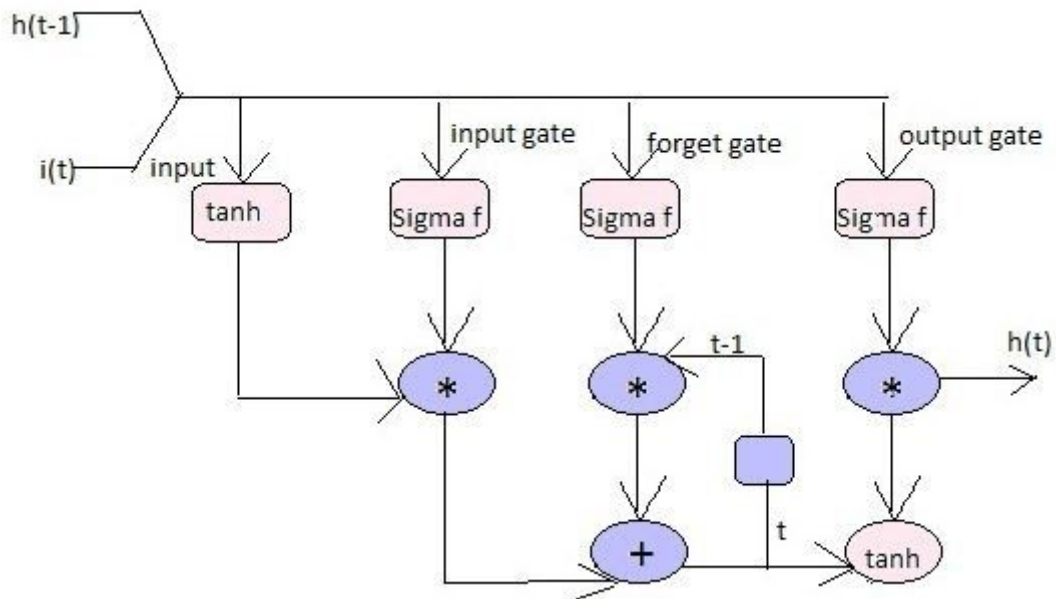 h(t-1)
i(t)
input
input gate
forget gate
output gate
tanh
Sigma f
Sigma f
Sigma f
t-1
h(t)
*
*
*
t
+
tanh